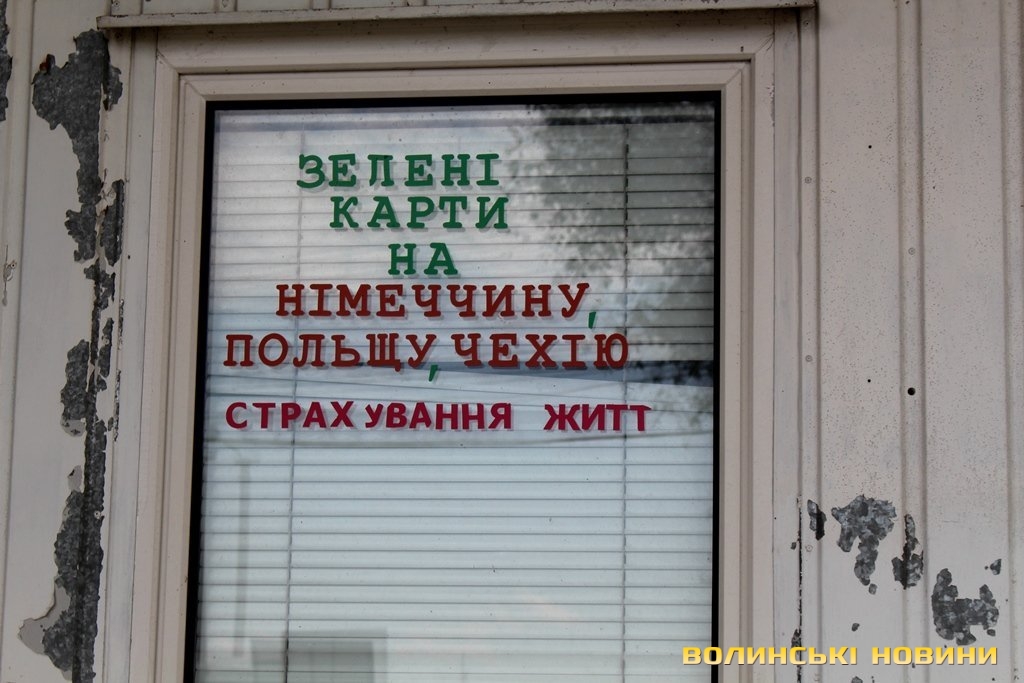 ЗЕЛЕНІ
КАРТИ
НА
НІМЕЧЧИНУ,
ПОЛЬЩУ, ЧЕХІЮ
СТРАХУВАННЯ ЖИТТ
ВОЛИНСЬКІ НОВИНИ